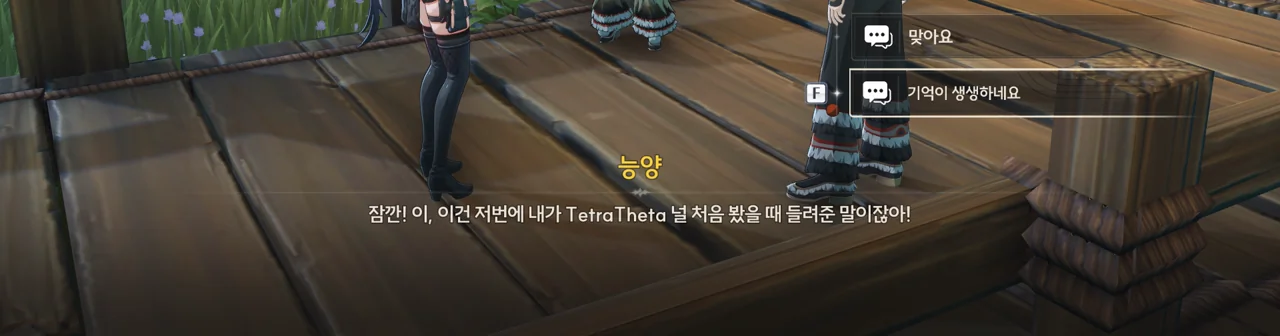 맞아요
F
기억이 생생하네요
능양
잠깐! 이, 이건 저번에 내가 TetraTheta 널 처음 봤을 때 들려준 말이잖아!